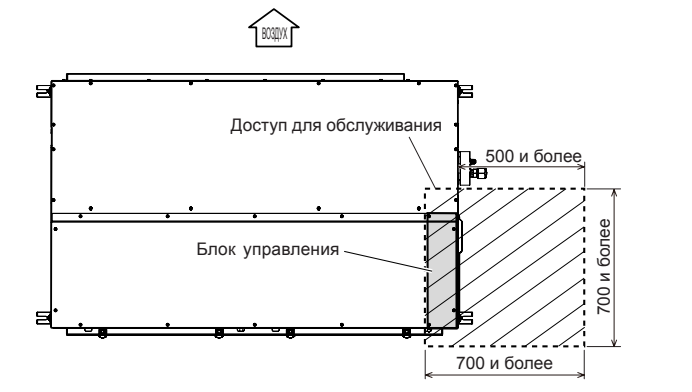 ВОЗДУХ
Доступ для обслуживания
500 и более
Блок управления
700 и более
700 и более